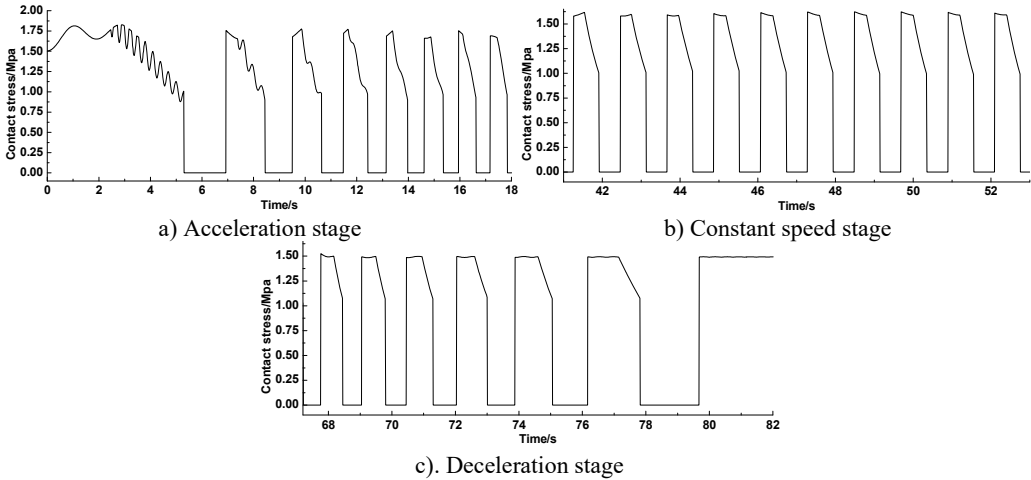 Contact stress/Mpa
2.00
1.75
1.50
1.25
1.00
0.75
0.50
0.25
0.00
0 2 4 6 8 10 12 14 16 18
Time/s
a) Acceleration stage
Contact stress/Mpa
1.50
1.25
1.00
0.75
0.50
0.25
0.00
42 44 46 48 50 52
Time/s
b) Constant speed stage
Contact stress/Mpa
1.50
1.25
1.00
0.75
0.50
0.25
0.00
68 70 72 74 76 78 80 82
Time/s
c). Deceleration stage